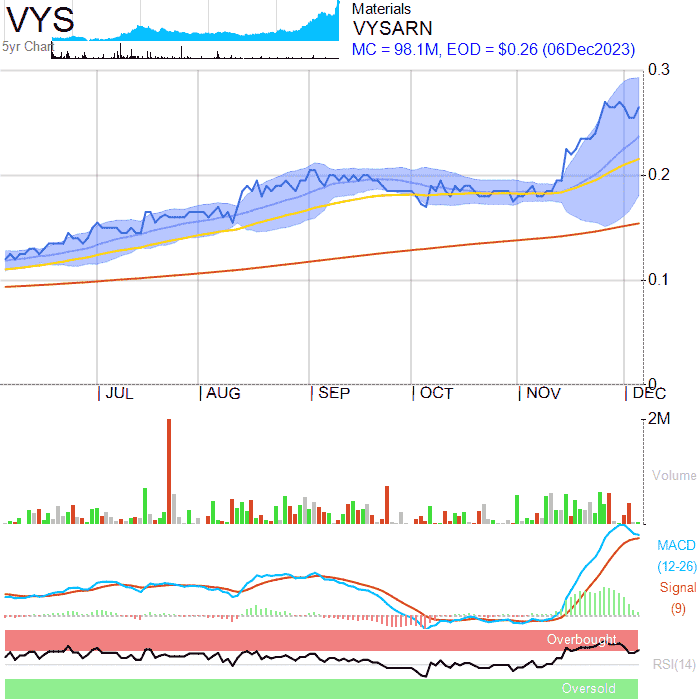 VYS
5yr Chart
Materials
VYSARN
MC = 98.1M, EOD = $0.26 (06Dec2023)
0.3
0.2
0.1
0
JUL AUG SEP OCT NOV DEC
2M
Volume
MACD
(12-26)
Signal
(9)
Overbought
RSI(14)
Oversold